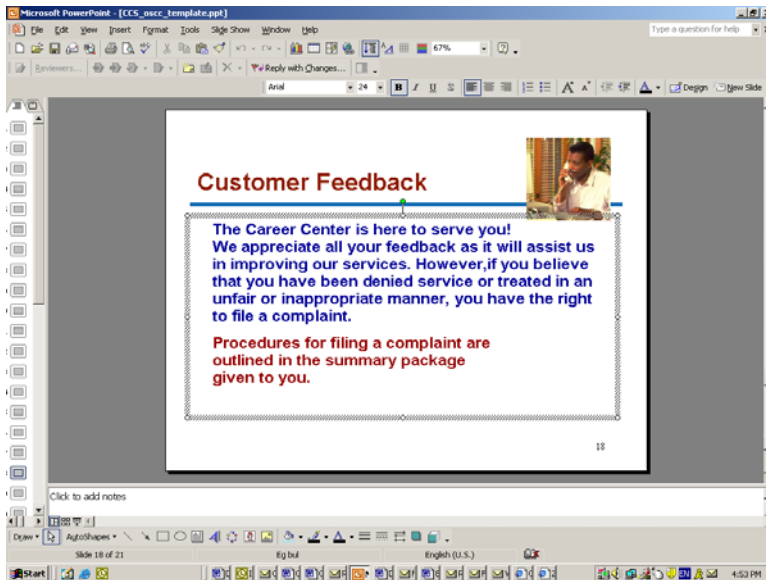 Microsoft PowerPoint - [CCS_oscc_template.ppt]
File Edit View Insert Format Tools Slide Show Window Help
Type a question for help
67%
Reviewers... Reply with Changes...
Arial 24 B I U S A A A Design New Slide
Customer Feedback
The Career Center is here to serve you!
We appreciate all your feedback as it will assist us
in improving our services. However,if you believe
that you have been denied service or treated in an
unfair or inappropriate manner, you have the right
to file a complaint.
Procedures for filing a complaint are
outlined in the summary package
given to you.
18
Click to add notes
Draw AutoShapes
Slide 18 of 21 Eg bul English (U.S.)
Start EN 4:53 PM